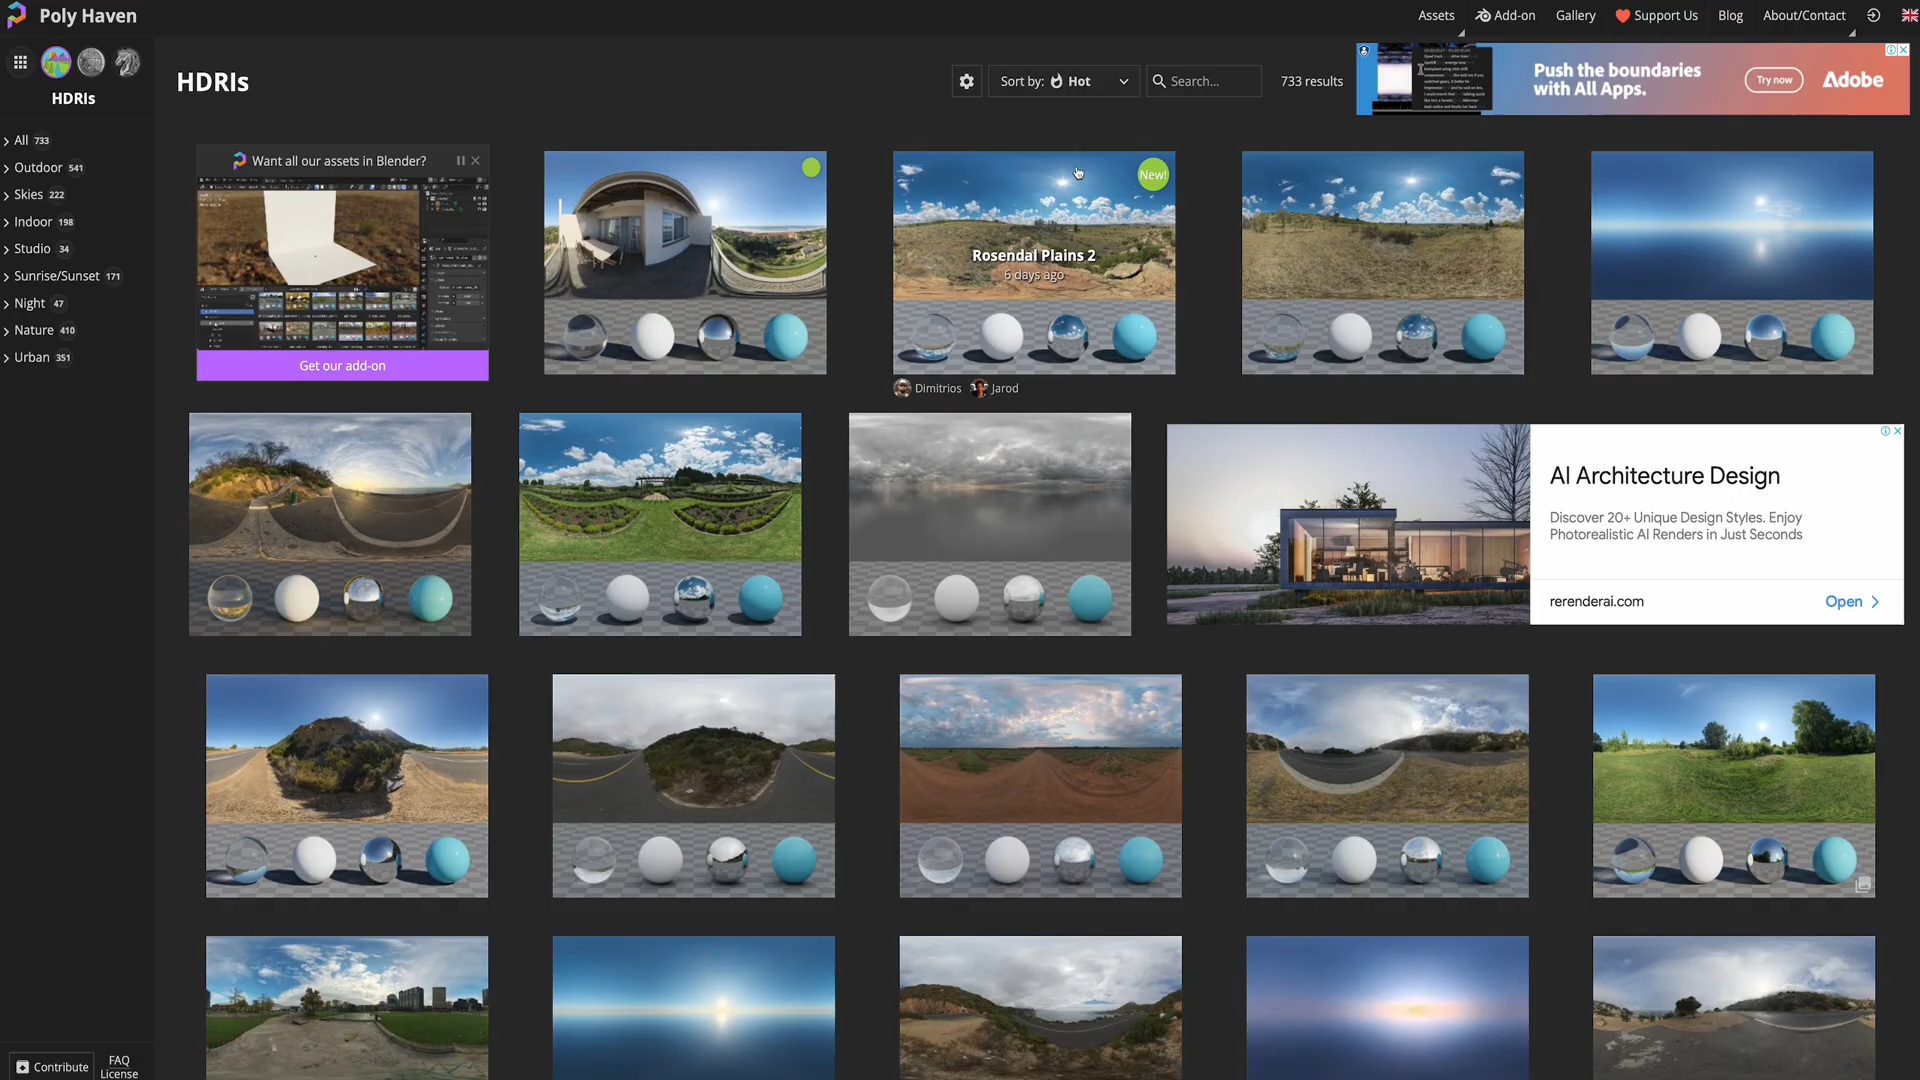 Poly Haven
Assets
Add-on
Gallery
Support Us
Blog
About/Contact
HDRIs
HDRIs
Sort by: Hot
Search...
733 results
Push the boundaries
with All Apps.
Try now
Adobe
All 733
Outdoor 541
Skies 222
Indoor 198
Studio 34
Sunrise/Sunset 171
Night 47
Nature 410
Urban 351
Want all our assets in Blender?
Get our add-on
New!
Rosendal Plains 2
6 days ago
Dimitrios
Jarod
AI Architecture Design
Discover 20+ Unique Design Styles. Enjoy
Photorealistic AI Renders in Just Seconds
rerenderai.com
Open
Contribute
FAQ
License